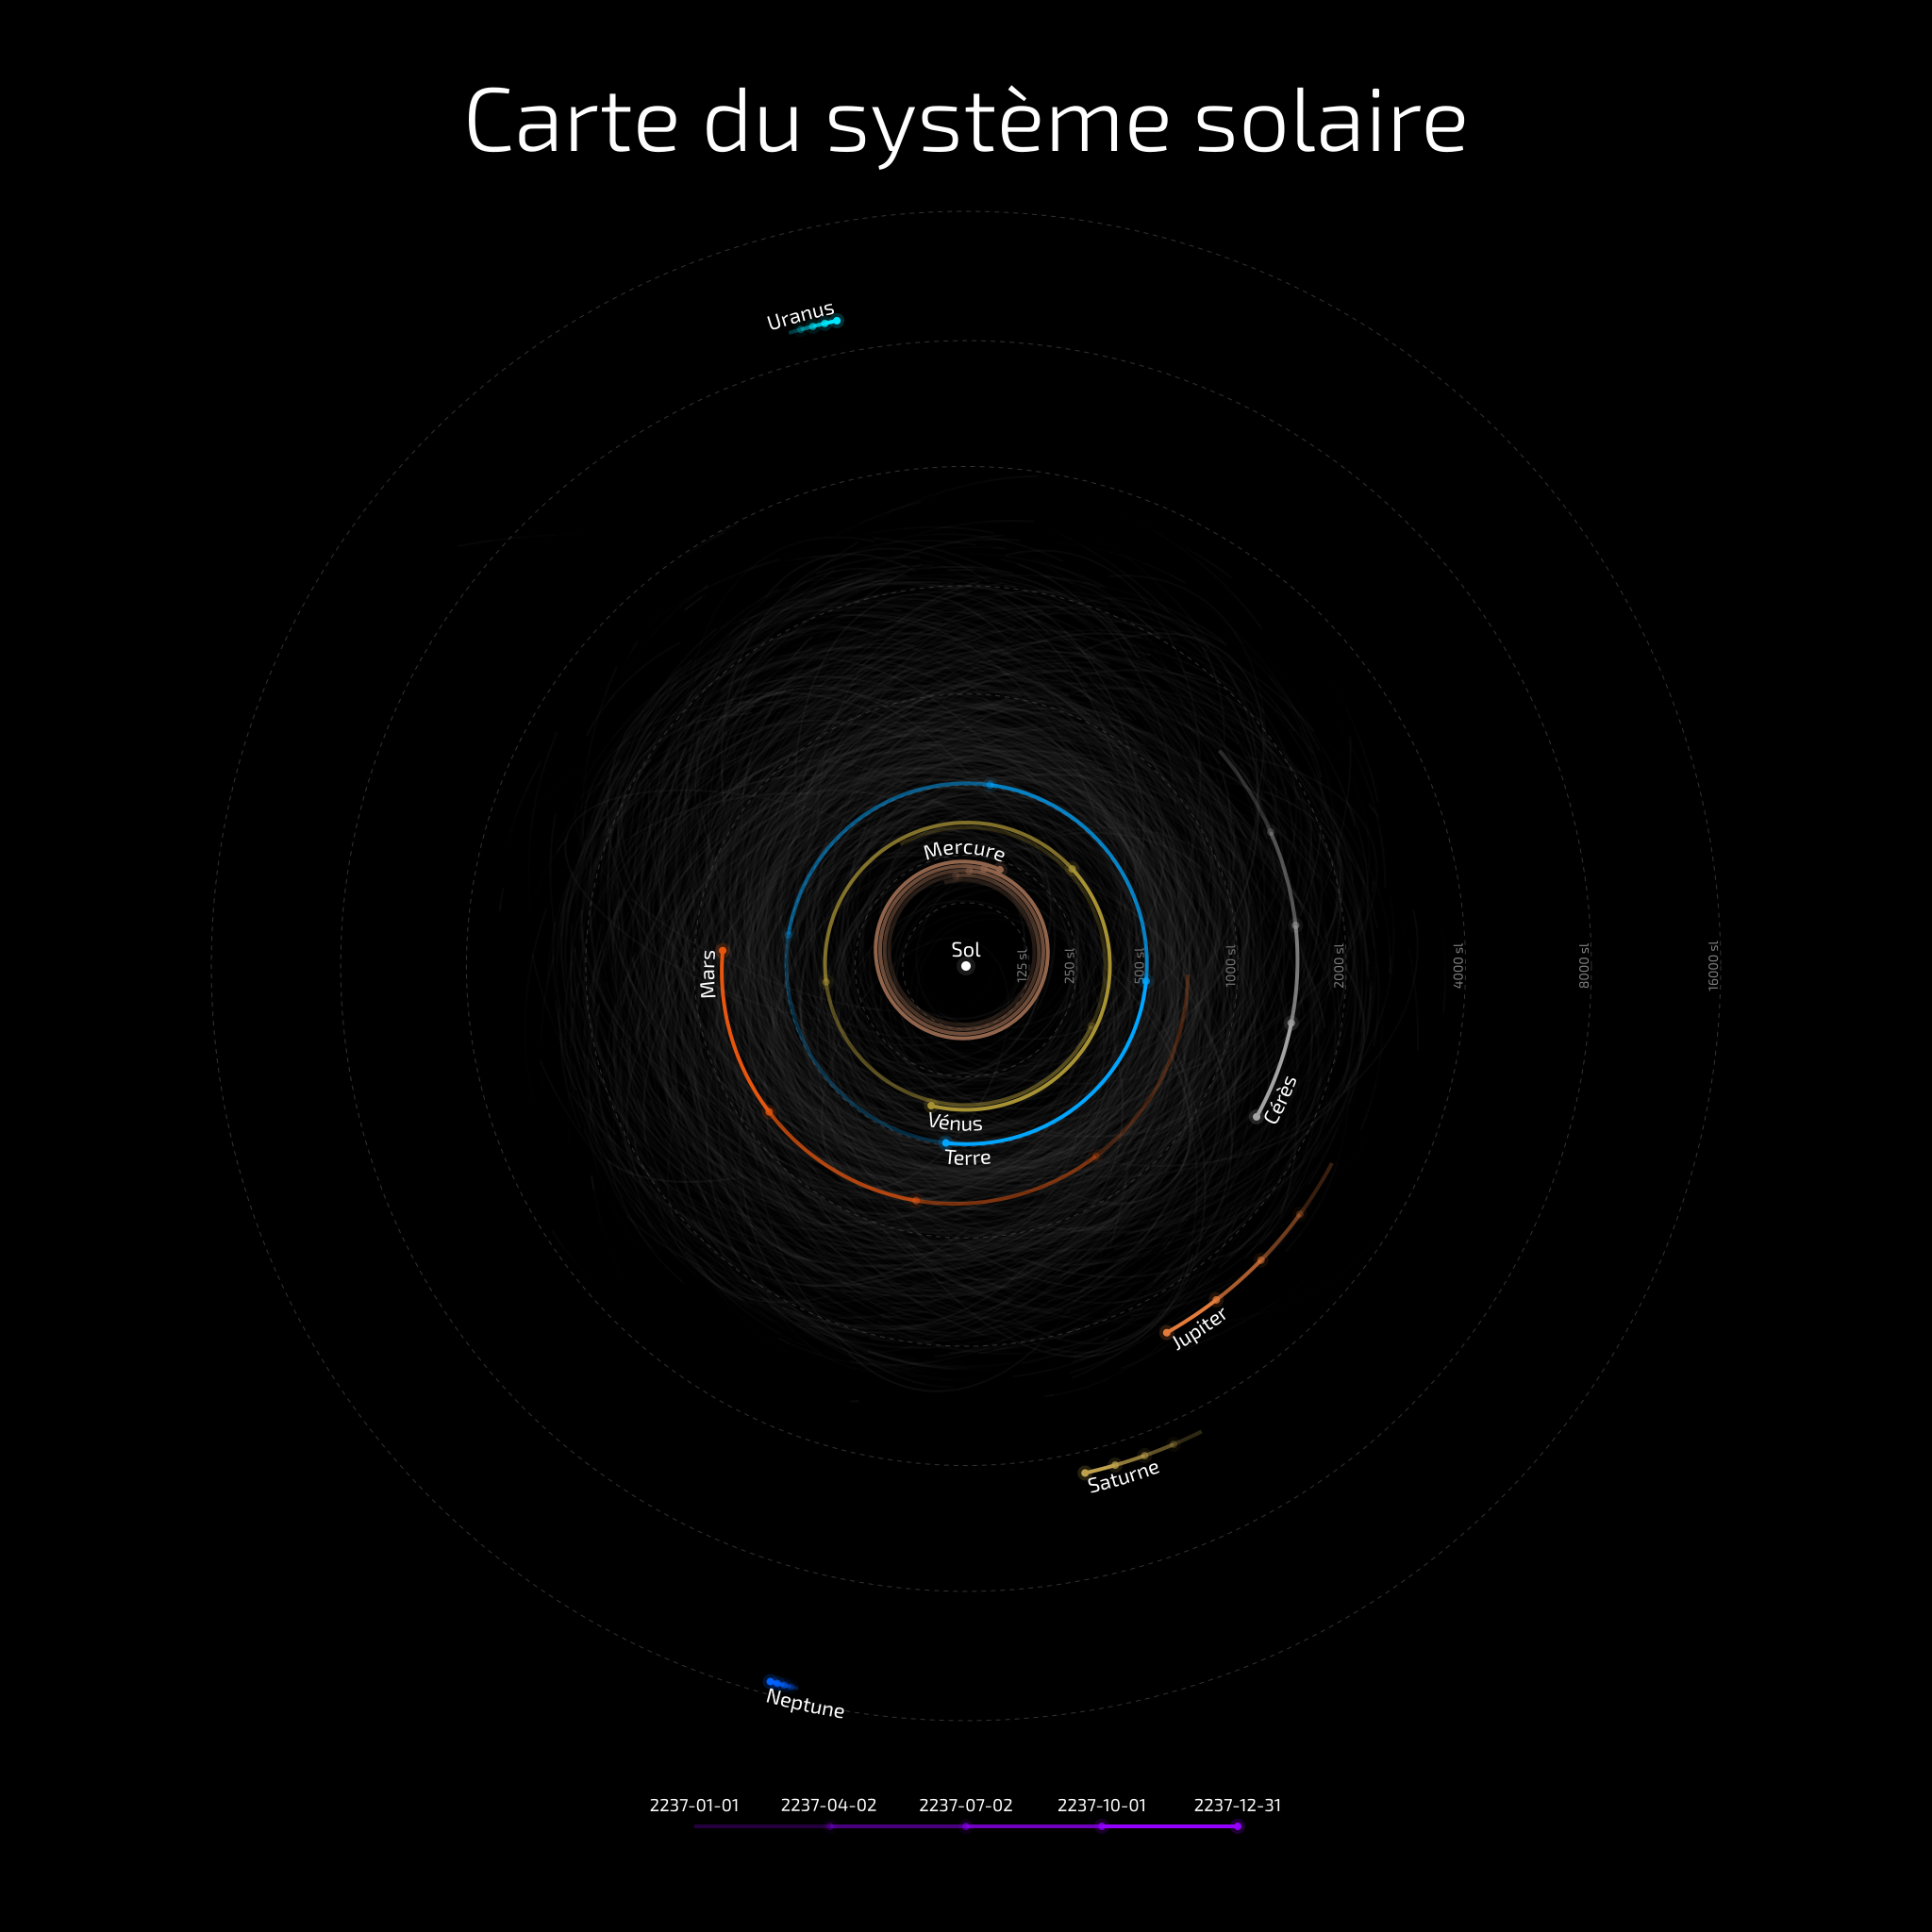 Carte du système solaire
Uranus
Mercure
Sol
125 sl
250 sl
500 sl
1000 sl
2000 sl
4000 sl
8000 sl
16000 sl
Mars
Vénus
Terre
Cérès
Jupiter
Saturne
Neptune
2237-01-01 2237-04-02 2237-07-02 2237-10-01 2237-12-31